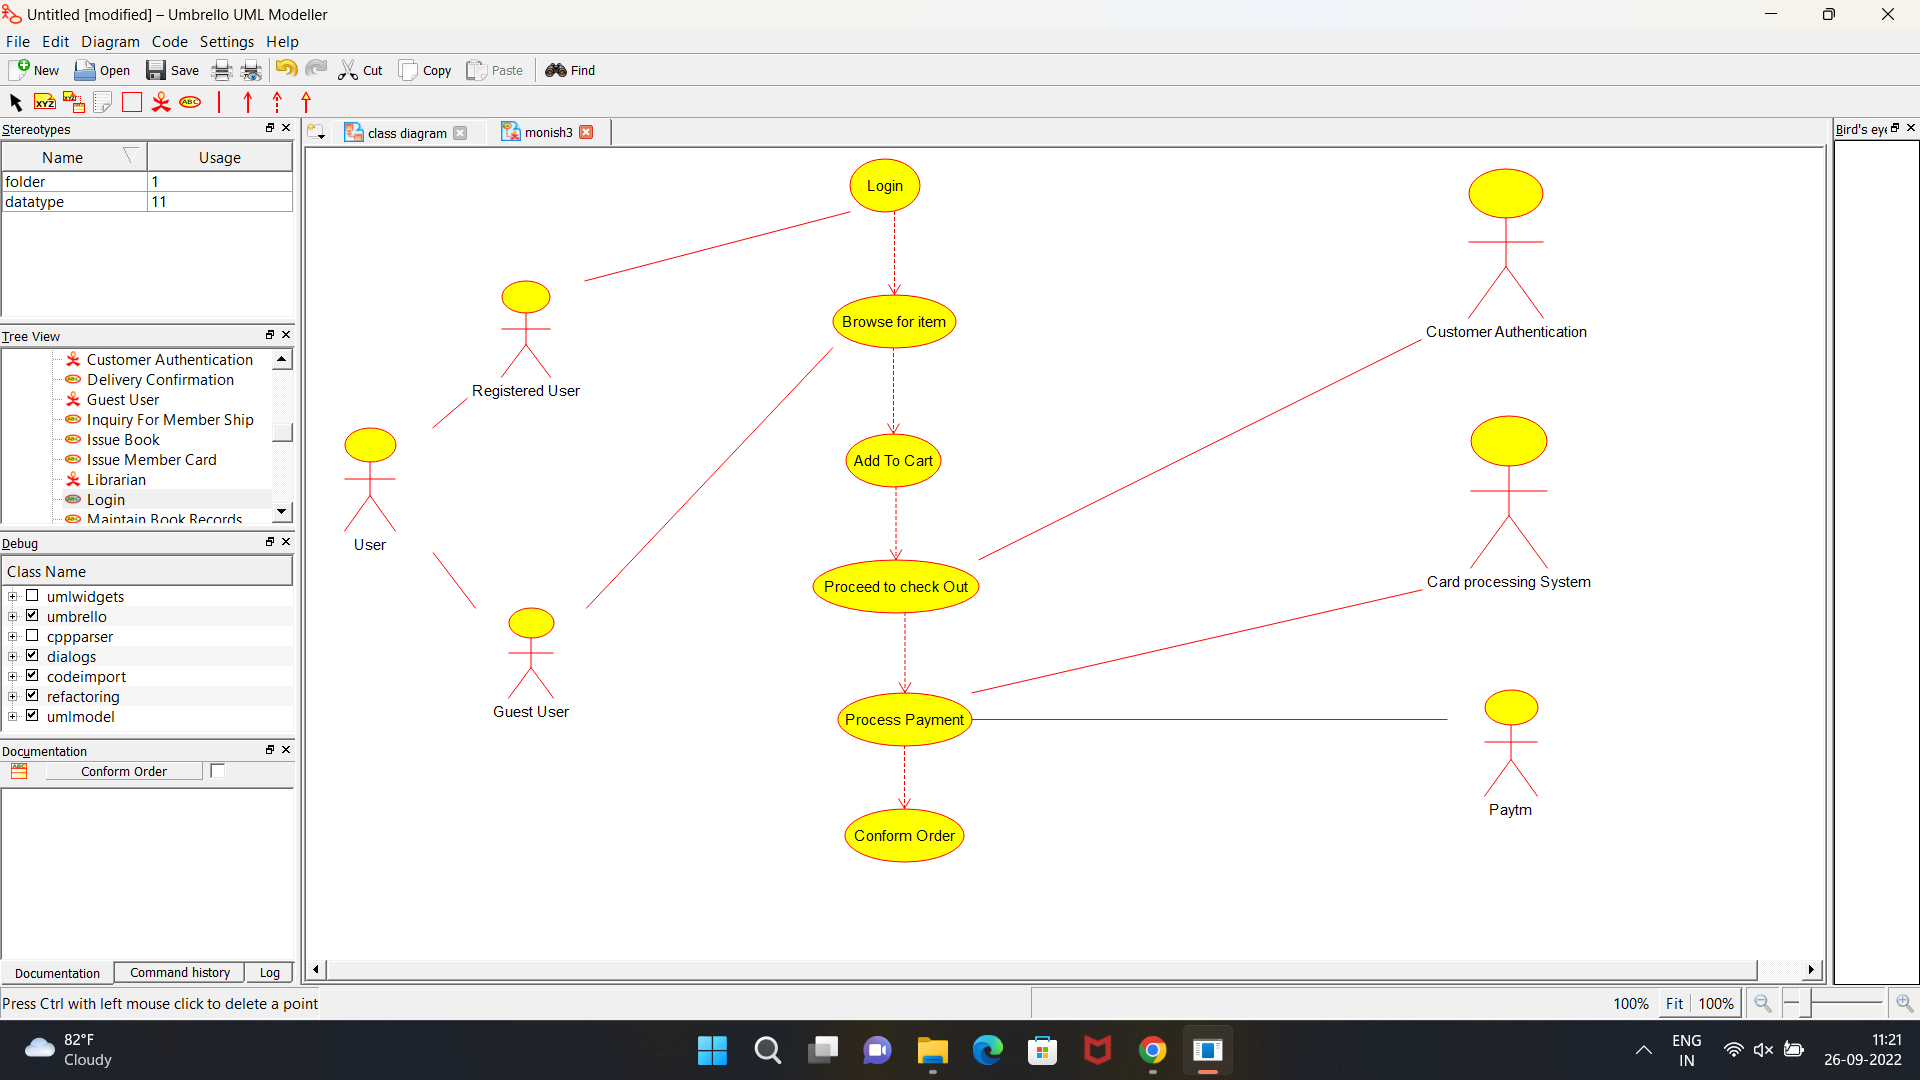 Untitled [modified] – Umbrello UML Modeller
File Edit Diagram Code Settings Help
New Open Save Cut Copy Paste Find
XYZ XYZ ABC
Stereotypes
Name Usage
folder 1
datatype 11
Tree View
Customer Authentication
Delivery Confirmation
Guest User
Inquiry For Member Ship
Issue Book
Issue Member Card
Librarian
Login
Maintain Book Records
Debug
Class Name
umlwidgets
umbrello
cppparser
dialogs
codeimport
refactoring
umlmodel
Documentation
Conform Order
Documentation Command history Log
class diagram monish3
Login
Browse for item
Add To Cart
Proceed to check Out
Process Payment
Conform Order
Registered User
User
Guest User
Customer Authentication
Card processing System
Paytm
Bird's eye
Press Ctrl with left mouse click to delete a point
100% Fit 100%
82°F
Cloudy
ENG
IN
11:21
26-09-2022